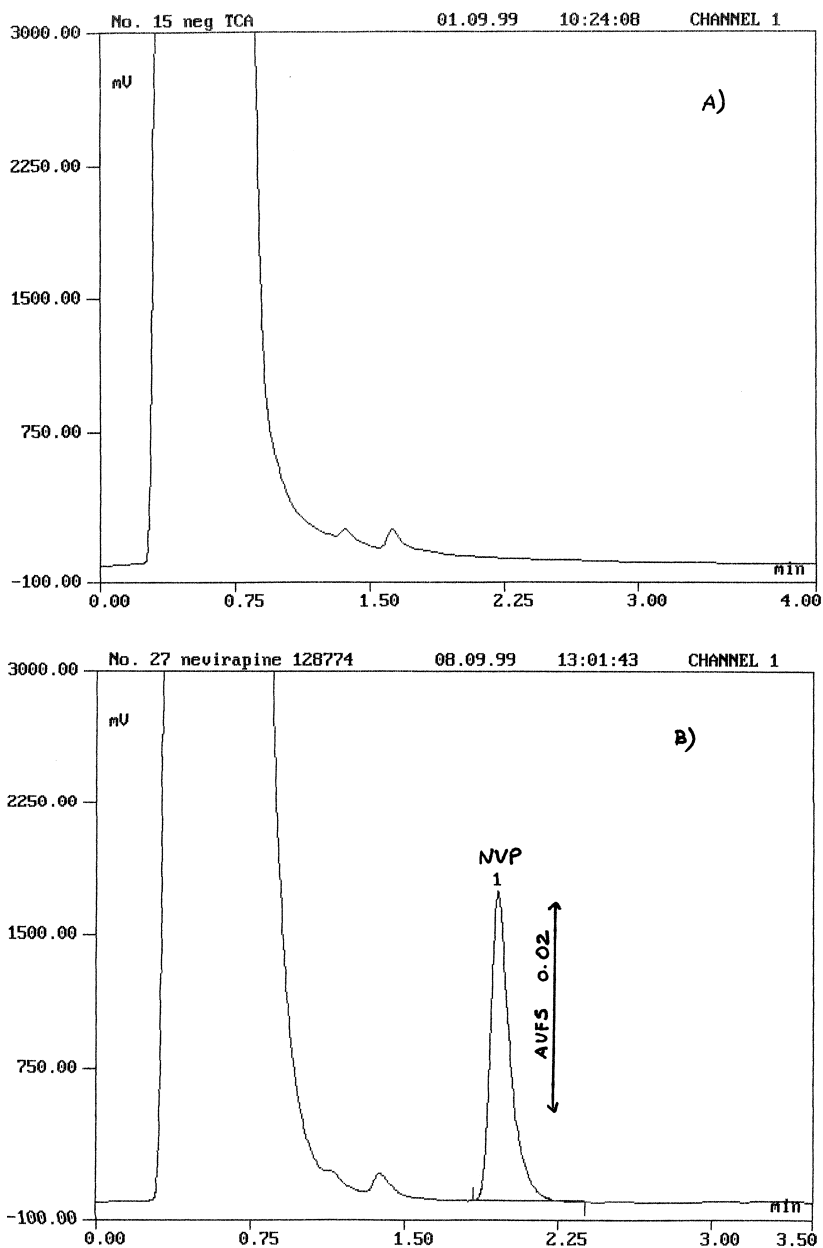 No. 15 neg TCA 01.09.99 10:24:08 CHANNEL 1
3000.00
mV
A)
2250.00
1500.00
750.00
-100.00
min
0.00 0.75 1.50 2.25 3.00 4.00
No. 27 nevirapine 128774 08.09.99 13:01:43 CHANNEL 1
3000.00
mV
B)
2250.00
NVP
1
1500.00
AUFS 0.02
750.00
-100.00
min
0.00 0.75 1.50 2.25 3.00 3.50